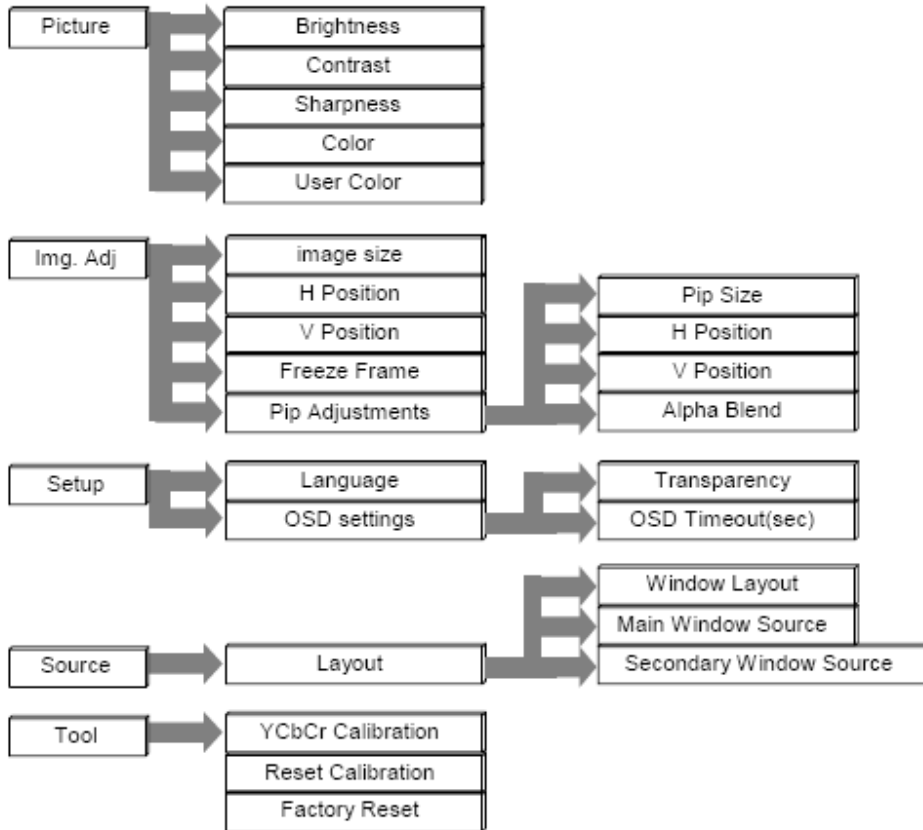 Picture
Brightness
Contrast
Sharpness
Color
User Color
Img. Adj
image size
H Position
V Position
Freeze Frame
Pip Adjustments
Pip Size
H Position
V Position
Alpha Blend
Setup
Language
OSD settings
Transparency
OSD Timeout(sec)
Source
Layout
Window Layout
Main Window Source
Secondary Window Source
Tool
YCbCr Calibration
Reset Calibration
Factory Reset